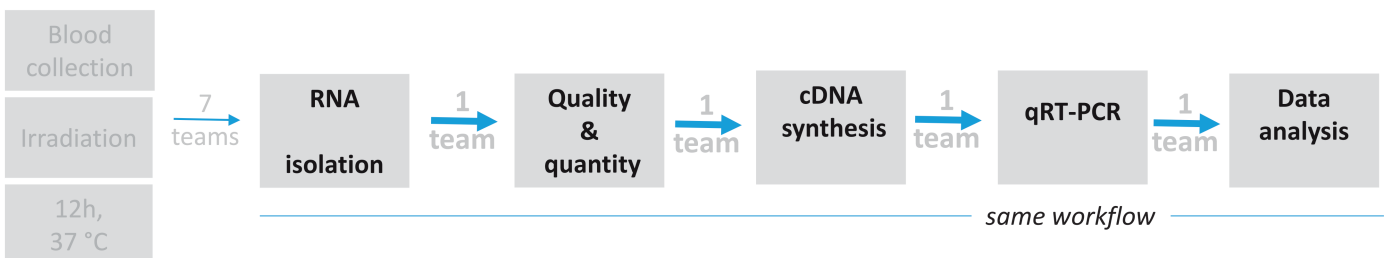 Blood
collection
Irradiation
12h,
37 °C
7
teams
RNA
isolation
1
team
Quality
&
quantity
1
team
cDNA
synthesis
1
team
qRT-PCR
1
team
Data
analysis
same workflow